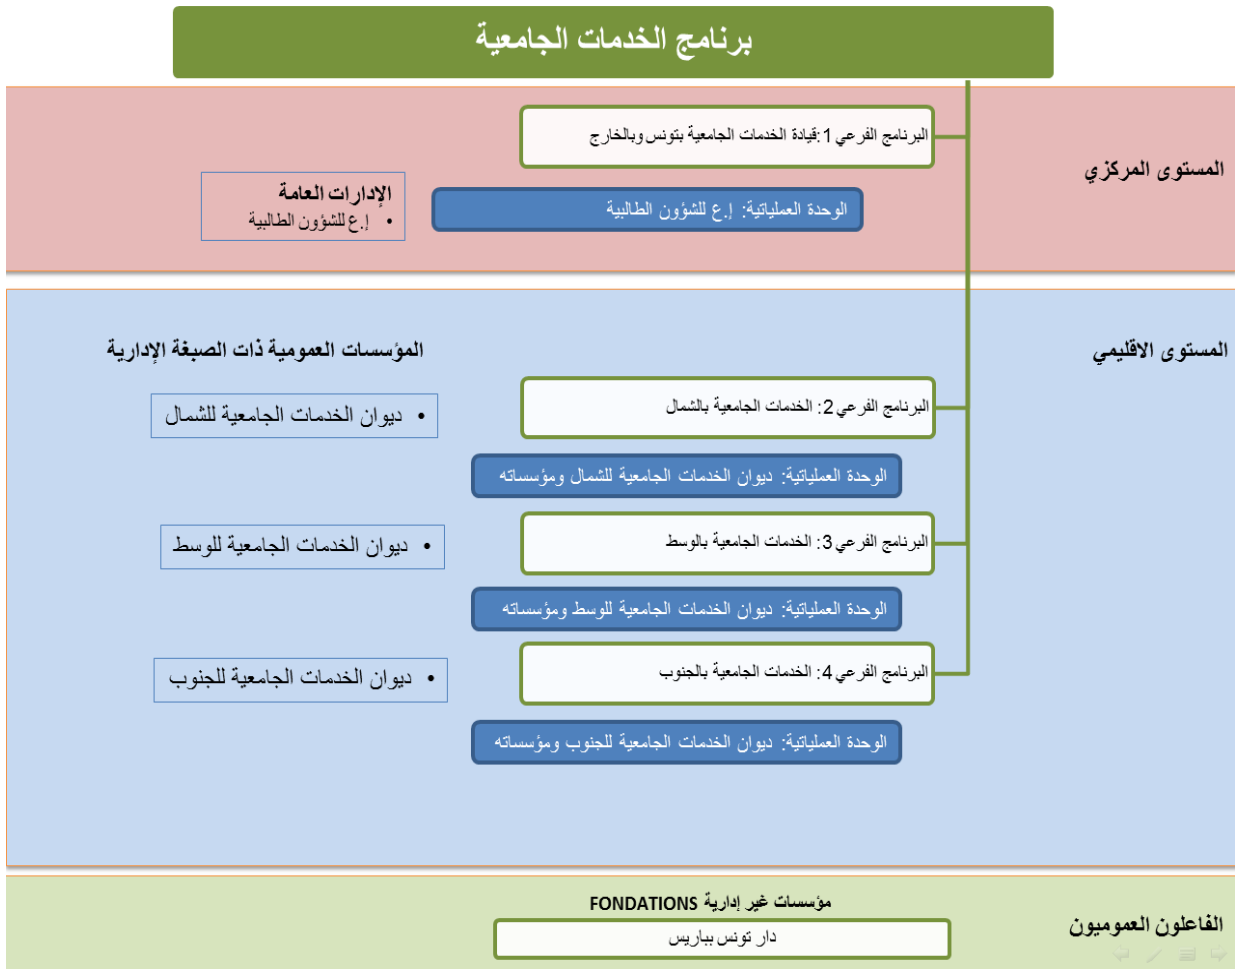 برنامج الخدمات الجامعية
المستوى المركزي
البرنامج الفرعي 1:قيادة الخدمات الجامعية بتونس وبالخارج
الوحدة العملياتية: إ.ع للشؤون الطالبية
الإدارات العامة
• إ.ع للشؤون الطالبية
المستوى الاقليمي
المؤسسات العمومية ذات الصبغة الإدارية
البرنامج الفرعي 2: الخدمات الجامعية بالشمال
• ديوان الخدمات الجامعية للشمال
الوحدة العملياتية: ديوان الخدمات الجامعية للشمال ومؤسساته
البرنامج الفرعي 3: الخدمات الجامعية بالوسط
• ديوان الخدمات الجامعية للوسط
الوحدة العملياتية: ديوان الخدمات الجامعية للوسط ومؤسساته
البرنامج الفرعي 4: الخدمات الجامعية بالجنوب
• ديوان الخدمات الجامعية للجنوب
الوحدة العملياتية: ديوان الخدمات الجامعية للجنوب ومؤسساته
الفاعلون العموميون
مؤسسات غير إدارية FONDATIONS
دار تونس بباريس